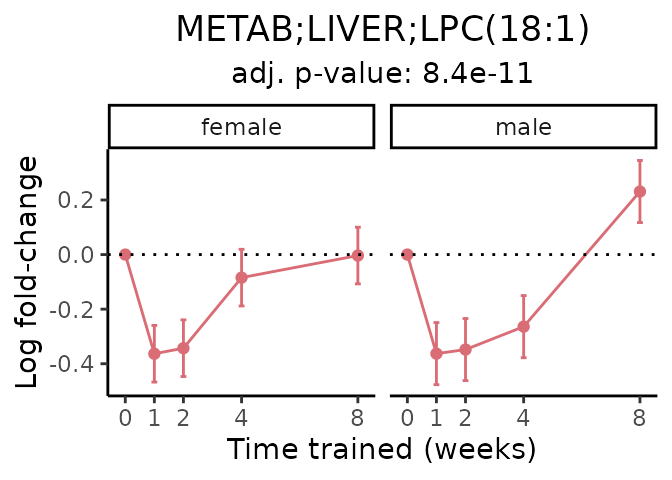 METAB;LIVER;LPC(18:1)
adj. p-value: 8.4e-11
female male
Log fold-change
0.2
0.0
-0.2
-0.4
0 1 2 4 8 0 1 2 4 8
Time trained (weeks)